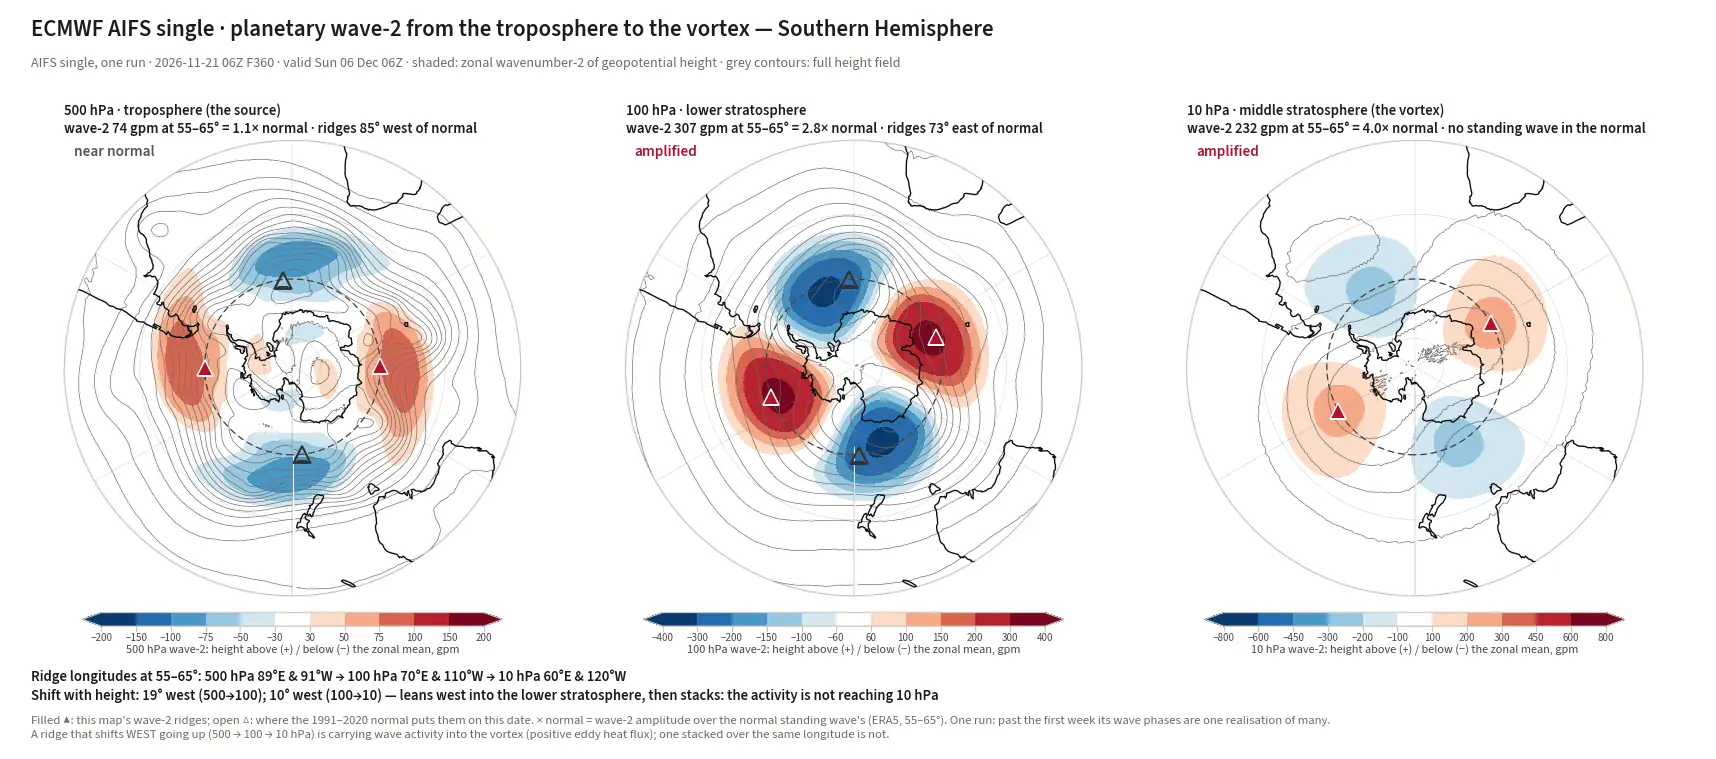 ECMWF AIFS single · planetary wave-2 from the troposphere to the vortex — Southern Hemisphere
AIFS single, one run · 2026-11-21 06Z F360 · valid Sun 06 Dec 06Z · shaded: zonal wavenumber-2 of geopotential height · grey contours: full height field
500 hPa · troposphere (the source)
wave-2 74 gpm at 55–65° = 1.1× normal · ridges 85° west of normal
near normal
100 hPa · lower stratosphere
wave-2 307 gpm at 55–65° = 2.8× normal · ridges 73° east of normal
amplified
10 hPa · middle stratosphere (the vortex)
wave-2 232 gpm at 55–65° = 4.0× normal · no standing wave in the normal
amplified
−200 −150 −100 −75 −50 −30 30 50 75 100 150 200
500 hPa wave-2: height above (+) / below (−) the zonal mean, gpm
−400 −300 −200 −150 −100 −60 60 100 150 200 300 400
100 hPa wave-2: height above (+) / below (−) the zonal mean, gpm
−800 −600 −450 −300 −200 −100 100 200 300 450 600 800
10 hPa wave-2: height above (+) / below (−) the zonal mean, gpm
Ridge longitudes at 55–65°: 500 hPa 89°E & 91°W → 100 hPa 70°E & 110°W → 10 hPa 60°E & 120°W
Shift with height: 19° west (500→100); 10° west (100→10) — leans west into the lower stratosphere, then stacks: the activity is not reaching 10 hPa
Filled ▲: this map's wave-2 ridges; open △: where the 1991–2020 normal puts them on this date. × normal = wave-2 amplitude over the normal standing wave's (ERA5, 55–65°). One run: past the first week its wave phases are one realisation of many.
A ridge that shifts WEST going up (500 → 100 → 10 hPa) is carrying wave activity into the vortex (positive eddy heat flux); one stacked over the same longitude is not.